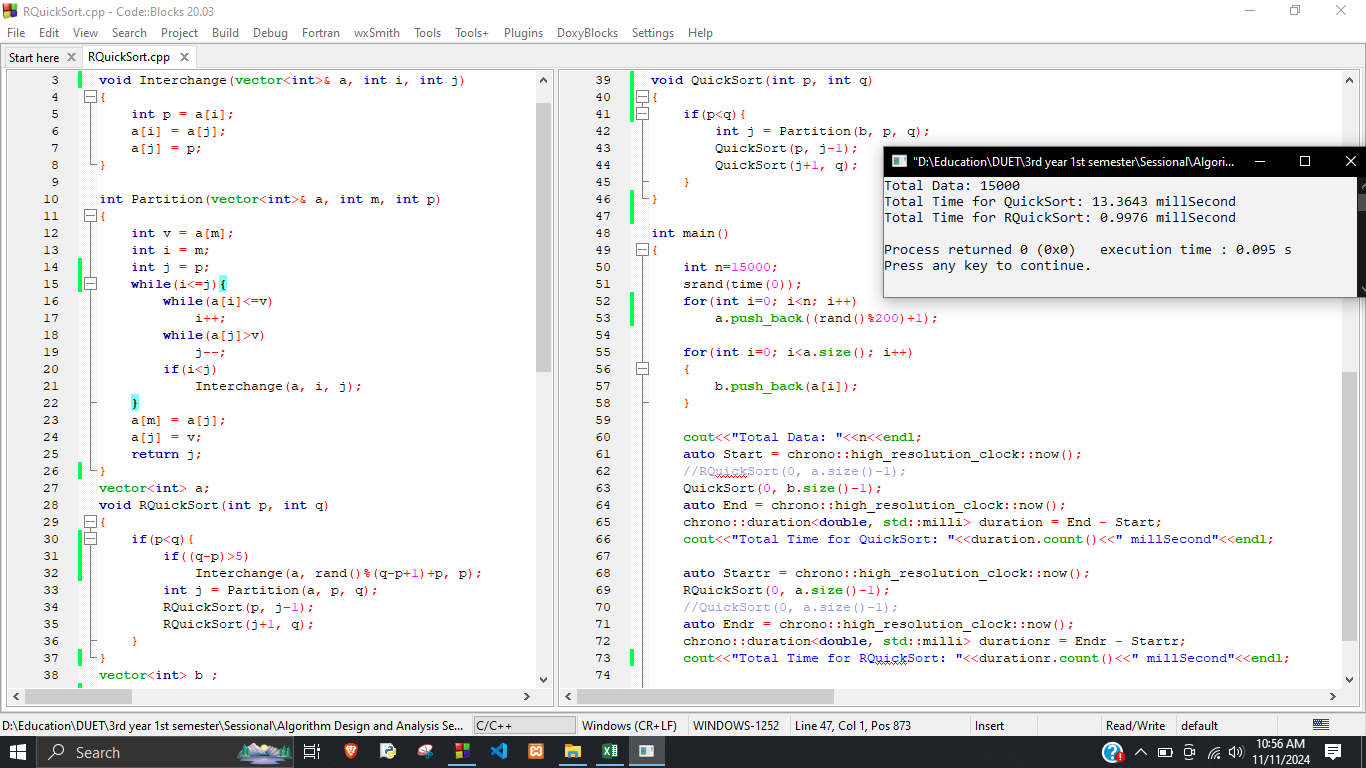 RQuickSort.cpp - Code::Blocks 20.03
File Edit View Search Project Build Debug Fortran wxSmith Tools Tools+ Plugins DoxyBlocks Settings Help
Start here RQuickSort.cpp
3 void Interchange(vector<int>& a, int i, int j)
4 {
5 int p = a[i];
6 a[i] = a[j];
7 a[j] = p;
8 }
9
10 int Partition(vector<int>& a, int m, int p)
11 {
12 int v = a[m];
13 int i = m;
14 int j = p;
15 while(i<=j){
16 while(a[i]<=v)
17 i++;
18 while(a[j]>v)
19 j--;
20 if(i<j)
21 Interchange(a, i, j);
22 }
23 a[m] = a[j];
24 a[j] = v;
25 return j;
26 }
27 vector<int> a;
28 void RQuickSort(int p, int q)
29 {
30 if(p<q){
31 if((q-p)>5)
32 Interchange(a, rand()%(q-p+1)+p, p);
33 int j = Partition(a, p, q);
34 RQuickSort(p, j-1);
35 RQuickSort(j+1, q);
36 }
37 }
38 vector<int> b ;
39 void QuickSort(int p, int q)
40 {
41 if(p<q){
42 int j = Partition(b, p, q);
43 QuickSort(p, j-1);
44 QuickSort(j+1, q);
45 }
46 }
47
48 int main()
49 {
50 int n=15000;
51 srand(time(0));
52 for(int i=0; i<n; i++)
53 a.push_back((rand()%200)+1);
54
55 for(int i=0; i<a.size(); i++)
56 {
57 b.push_back(a[i]);
58 }
59
60 cout<<"Total Data: "<<n<<endl;
61 auto Start = chrono::high_resolution_clock::now();
62 //RQuickSort(0, a.size()-1);
63 QuickSort(0, b.size()-1);
64 auto End = chrono::high_resolution_clock::now();
65 chrono::duration<double, std::milli> duration = End - Start;
66 cout<<"Total Time for QuickSort: "<<duration.count()<<" millSecond"<<endl;
67
68 auto Startr = chrono::high_resolution_clock::now();
69 RQuickSort(0, a.size()-1);
70 //QuickSort(0, a.size()-1);
71 auto Endr = chrono::high_resolution_clock::now();
72 chrono::duration<double, std::milli> durationr = Endr - Startr;
73 cout<<"Total Time for RQuickSort: "<<durationr.count()<<" millSecond"<<endl;
74
"D:\Education\DUET\3rd year 1st semester\Sessional\Algori...
Total Data: 15000
Total Time for QuickSort: 13.3643 millSecond
Total Time for RQuickSort: 0.9976 millSecond
Process returned 0 (0x0) execution time : 0.095 s
Press any key to continue.
D:\Education\DUET\3rd year 1st semester\Sessional\Algorithm Design and Analysis Se... C/C++ Windows (CR+LF) WINDOWS-1252 Line 47, Col 1, Pos 873 Insert Read/Write default
Search
10:56 AM
11/11/2024